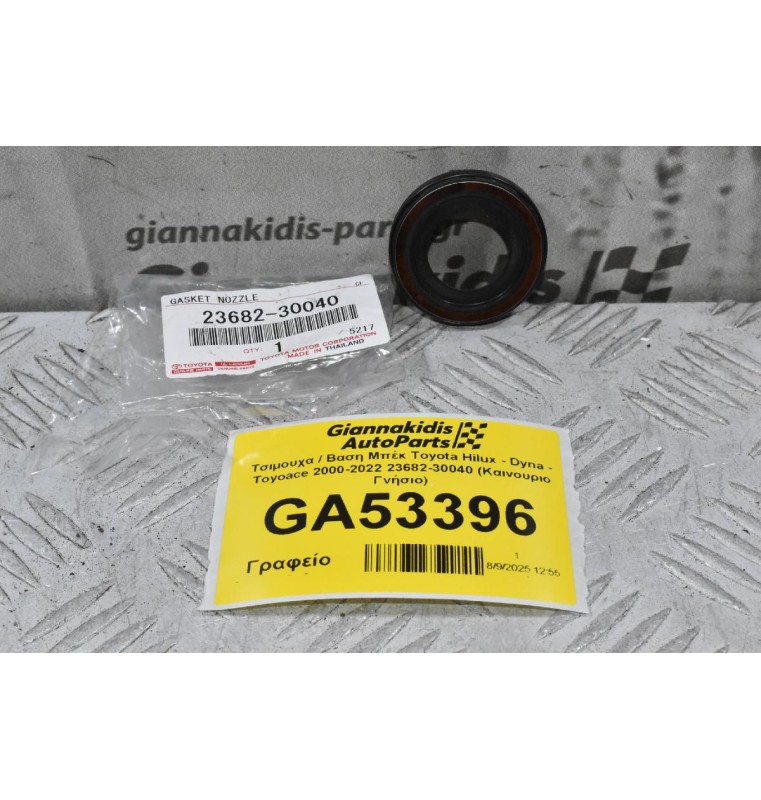 giannakidis-parts.gr
GASKET NOZZLE
23682-30040
5217
QTY. 1
TOYOTA
TOYOTA MOTOR CORPORATION
MADE IN THAILAND
Giannakidis
AutoParts
Τσιμουχα / Βαση Μπέκ Toyota Hilux - Dyna -
Toyoace 2000-2022 23682-30040 (Καινουριο
Γνήσιο)
GA53396
Γραφείο
1
8/9/2025 12:55